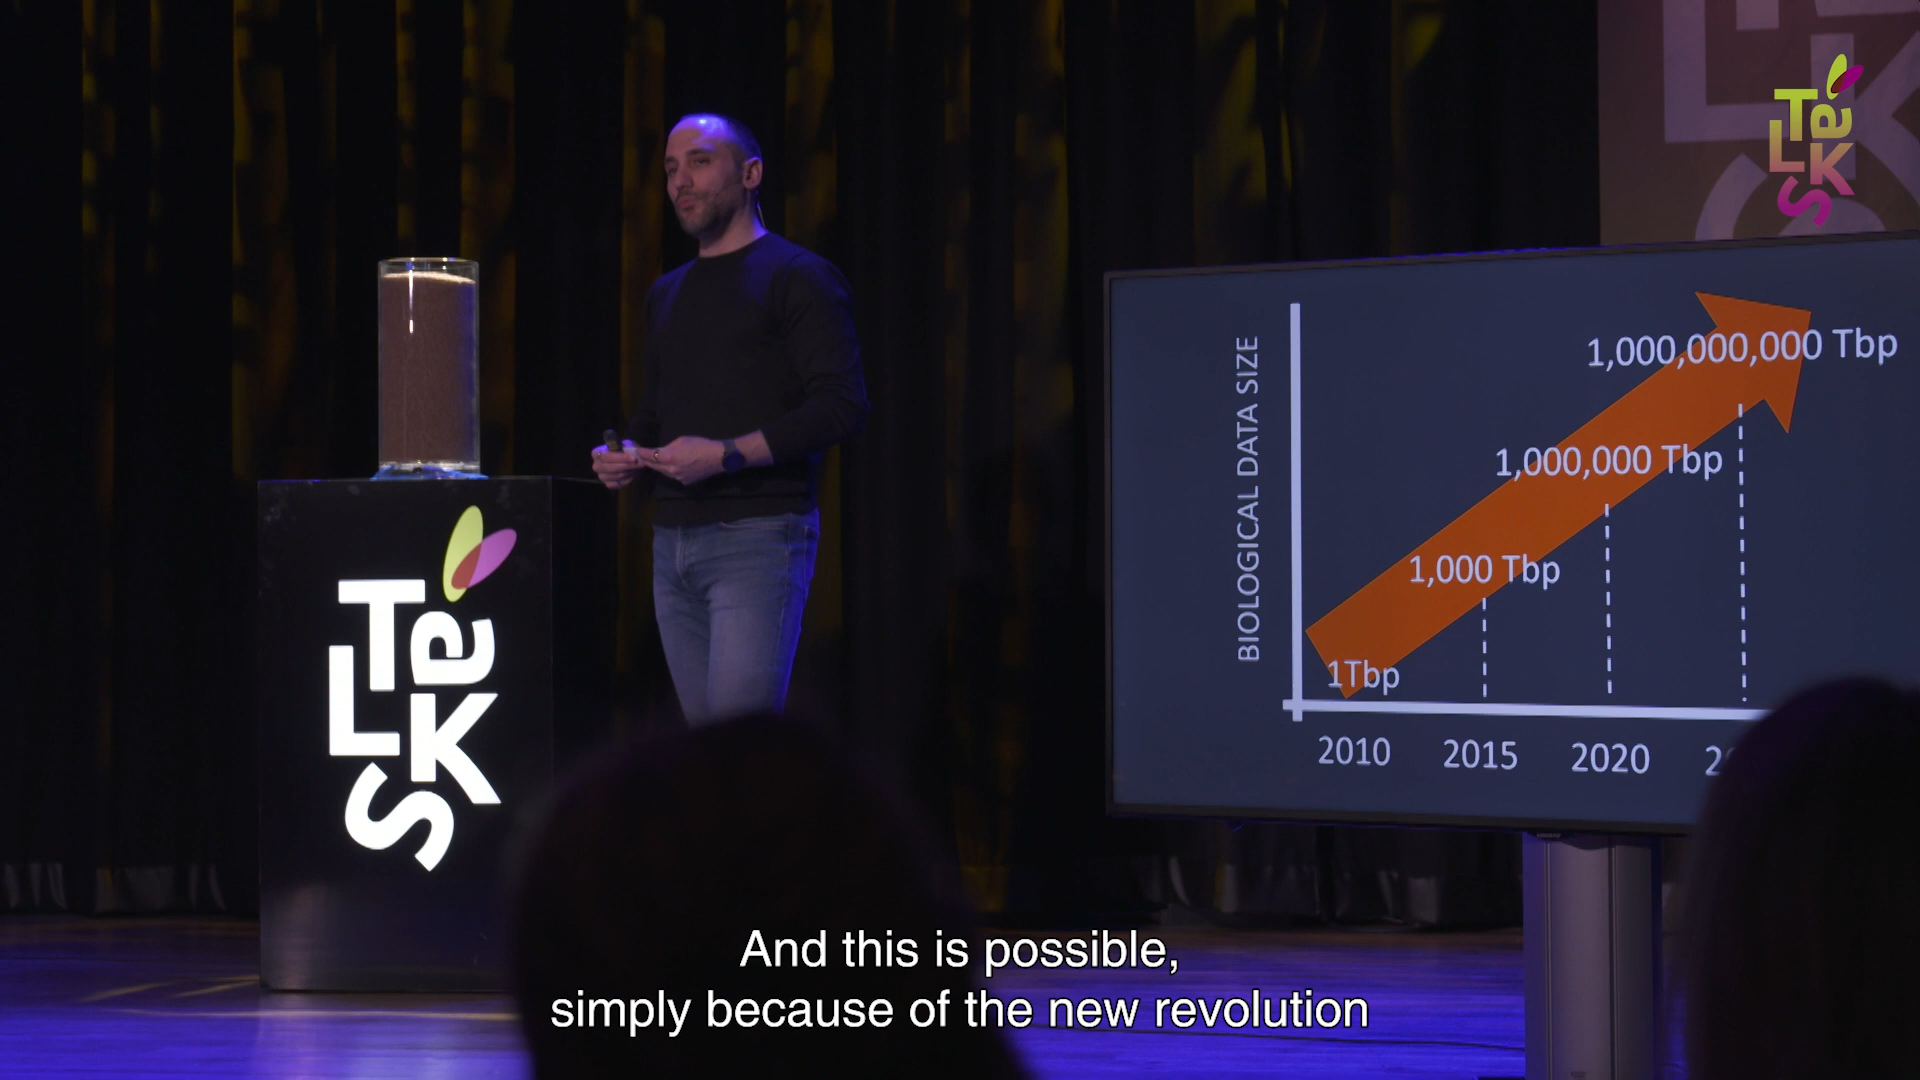 TaLKS
TaLKS
BIOLOGICAL DATA SIZE
1,000,000,000 Tbp
1,000,000 Tbp
1,000 Tbp
1Tbp
2010 2015 2020
And this is possible,
simply because of the new revolution